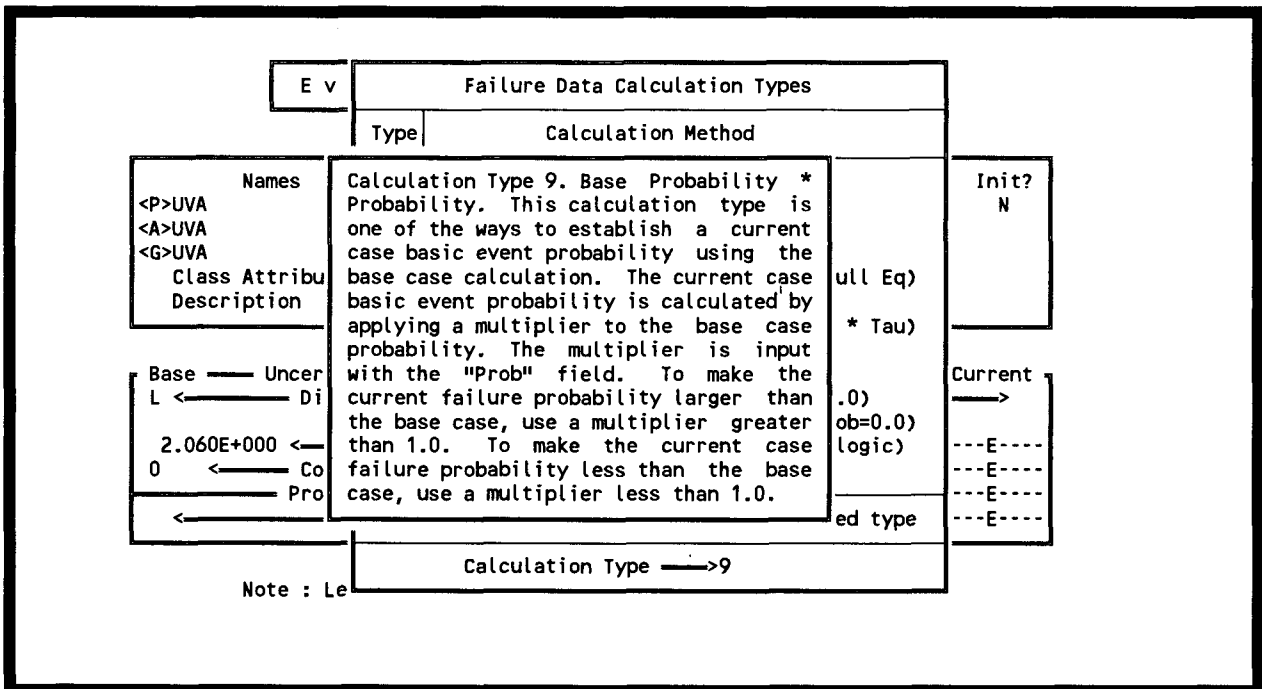 E v
Failure Data Calculation Types
Type Calculation Method
Names Init?
<P>UVA N
<A>UVA
<G>UVA
Class Attribu ull Eq)
Description * Tau)
Calculation Type 9. Base Probability *
Probability. This calculation type is
one of the ways to establish a current
case basic event probability using the
base case calculation. The current case
basic event probability is calculated by
applying a multiplier to the base case
probability. The multiplier is input
with the "Prob" field. To make the
current failure probability larger than
the base case, use a multiplier greater
than 1.0. To make the current case
failure probability less than the base
case, use a multiplier less than 1.0.
Base Uncer Current
L <—— Di .0) ——>
ob=0.0)
2.060E+000 <— logic) ---E----
0 <—— Co ---E----
Pro ---E----
<—— ed type ---E----
Calculation Type ——>9
Note : Le